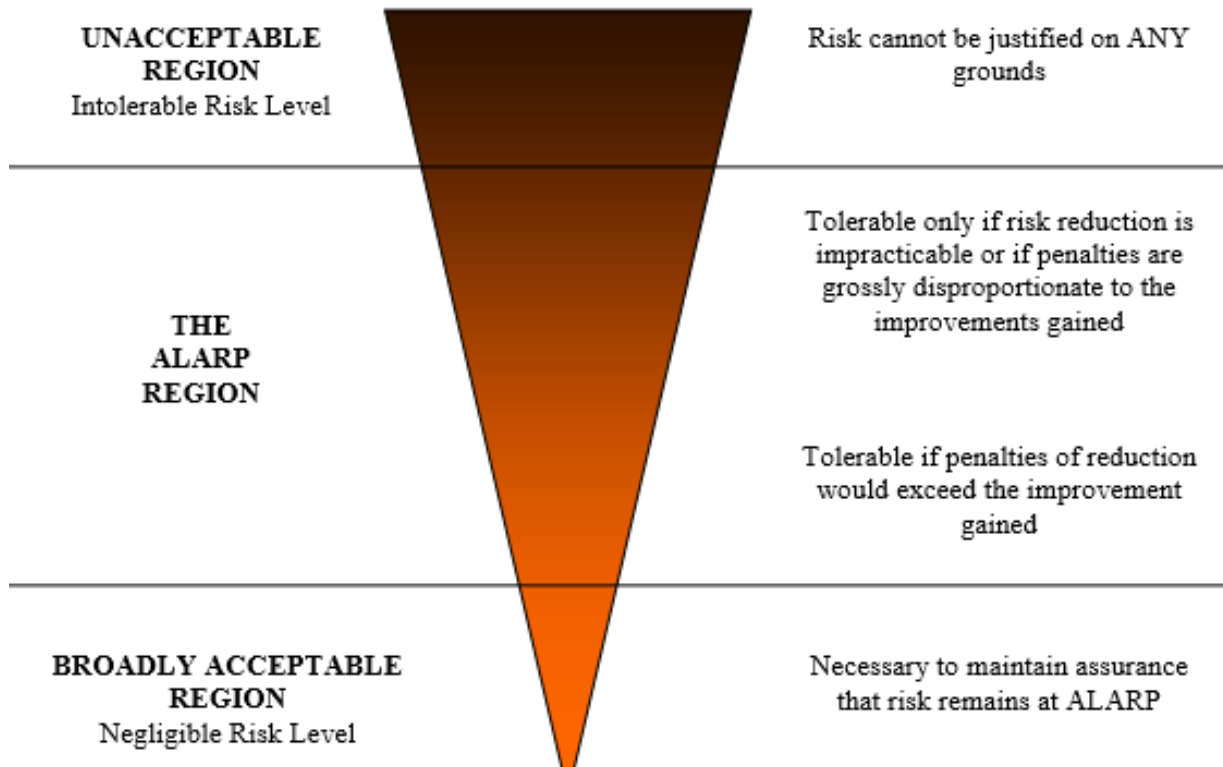 UNACCEPTABLE
REGION
Intolerable Risk Level
Risk cannot be justified on ANY
grounds
THE
ALARP
REGION
Tolerable only if risk reduction is
impracticable or if penalties are
grossly disproportionate to the
improvements gained
Tolerable if penalties of reduction
would exceed the improvement
gained
BROADLY ACCEPTABLE
REGION
Negligible Risk Level
Necessary to maintain assurance
that risk remains at ALARP